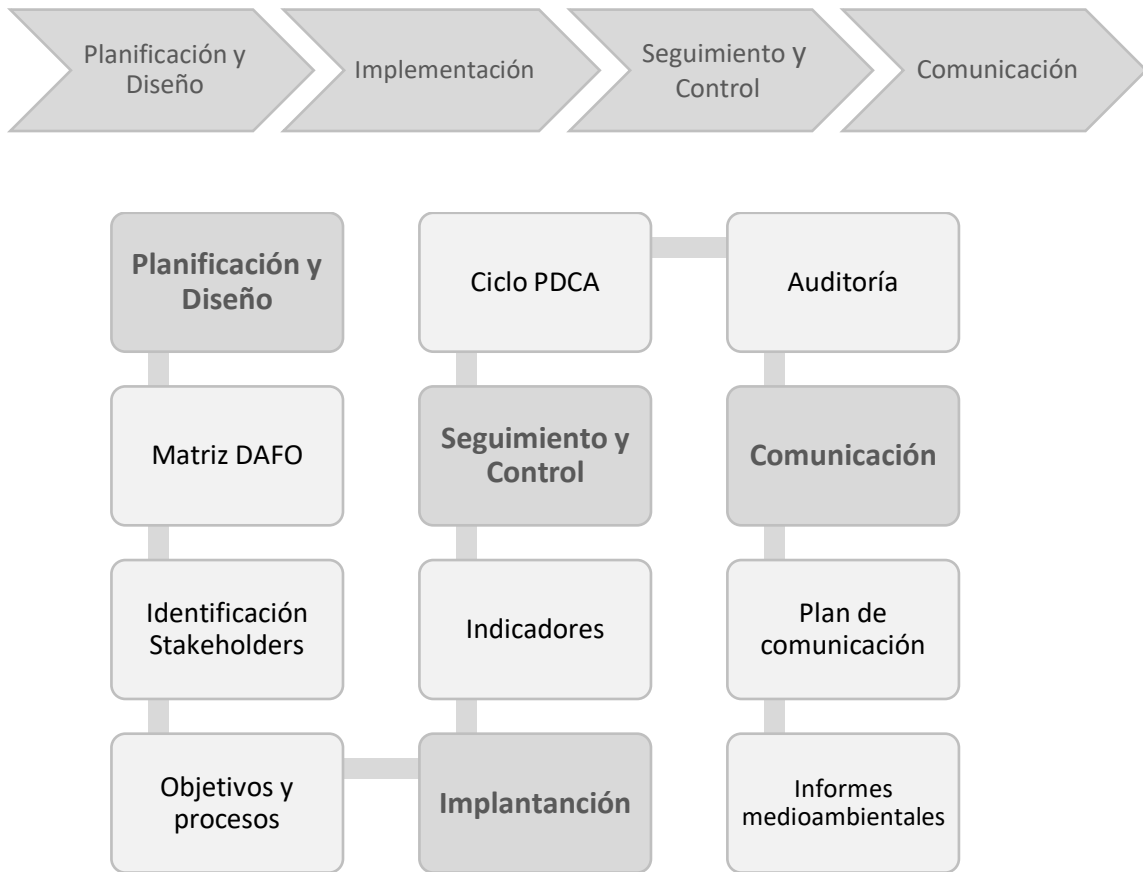 Planificación y
Diseño
Implementación
Seguimiento y
Control
Comunicación
Planificación y
Diseño
Matriz DAFO
Identificación
Stakeholders
Objetivos y
procesos
Implantanción
Indicadores
Seguimiento y
Control
Ciclo PDCA
Auditoría
Comunicación
Plan de
comunicación
Informes
medioambientales